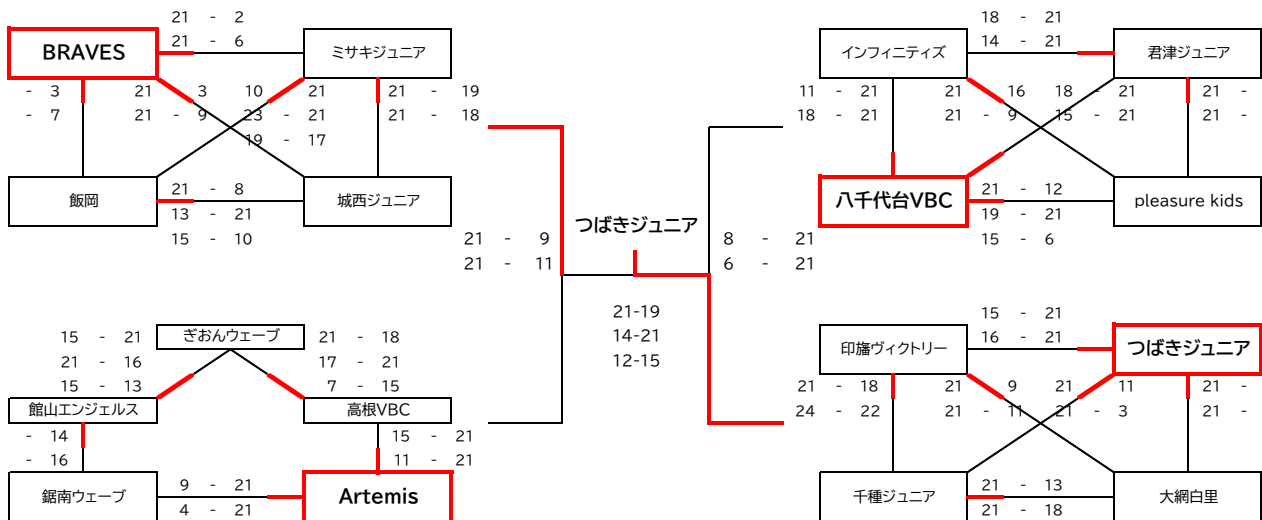 21 - 2
21 - 6
BRAVES
ミサキジュニア
- 3
- 7
21 3
21 - 9
10 21
23 - 21
19 - 17
21 - 19
21 - 18
飯岡
城西ジュニア
21 - 8
13 - 21
15 - 10
18 - 21
14 - 21
インフィニティズ
君津ジュニア
11 - 21
18 - 21
21 16
21 - 9
18 - 21
15 - 21
21 -
21 -
八千代台VBC
pleasure kids
21 - 12
19 - 21
15 - 6
つばきジュニア
21 - 9
21 - 11
8 - 21
6 - 21
21-19
14-21
12-15
ぎおんウェーブ
15 - 21
21 - 16
15 - 13
21 - 18
17 - 21
7 - 15
館山エンジェルス
高根VBC
- 14
- 16
15 - 21
11 - 21
鋸南ウェーブ
Artemis
9 - 21
4 - 21
15 - 21
16 - 21
印旛ヴィクトリー
つばきジュニア
21 - 18
24 - 22
21 9
21 - 11
21 11
21 - 3
21 -
21 -
千種ジュニア
大網白里
21 - 13
21 - 18